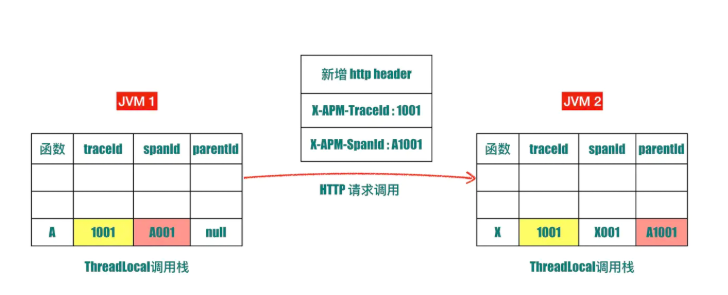 新增 http header
X-APM-TraceId : 1001
X-APM-SpanId : A1001
JVM 1
函数 traceId spanId parentId
A 1001 A001 null
ThreadLocal调用栈
HTTP 请求调用
JVM 2
函数 traceId spanId parentId
X 1001 X001 A1001
ThreadLocal调用栈